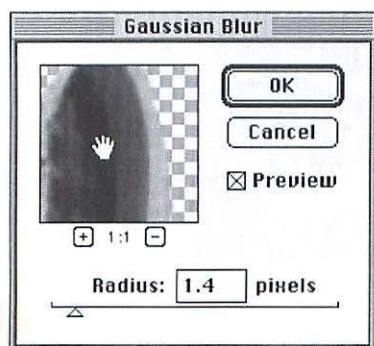 Gaussian Blur
OK
Cancel
Preview
+ 1:1 −
Radius: 1.4 pixels